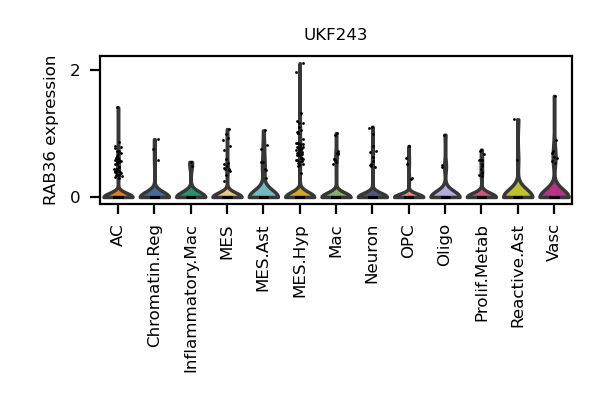 UKF243
RAB36 expression
2
0
AC
Chromatin.Reg
Inflammatory.Mac
MES
MES.Ast
MES.Hyp
Mac
Neuron
OPC
Oligo
Prolif.Metab
Reactive.Ast
Vasc